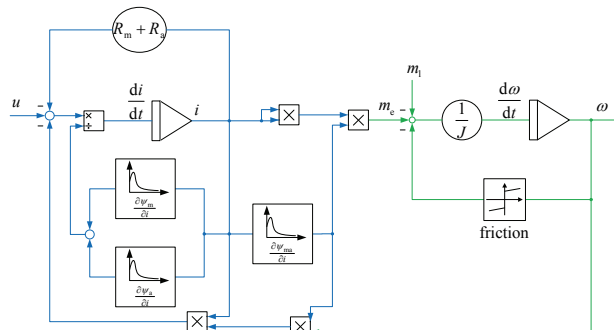 R_m + R_a
u
di/dt
i
m_e
m_l
1/J
dω/dt
ω
∂ψ_m/∂i
∂ψ_ma/∂i
friction
∂ψ_a/∂i